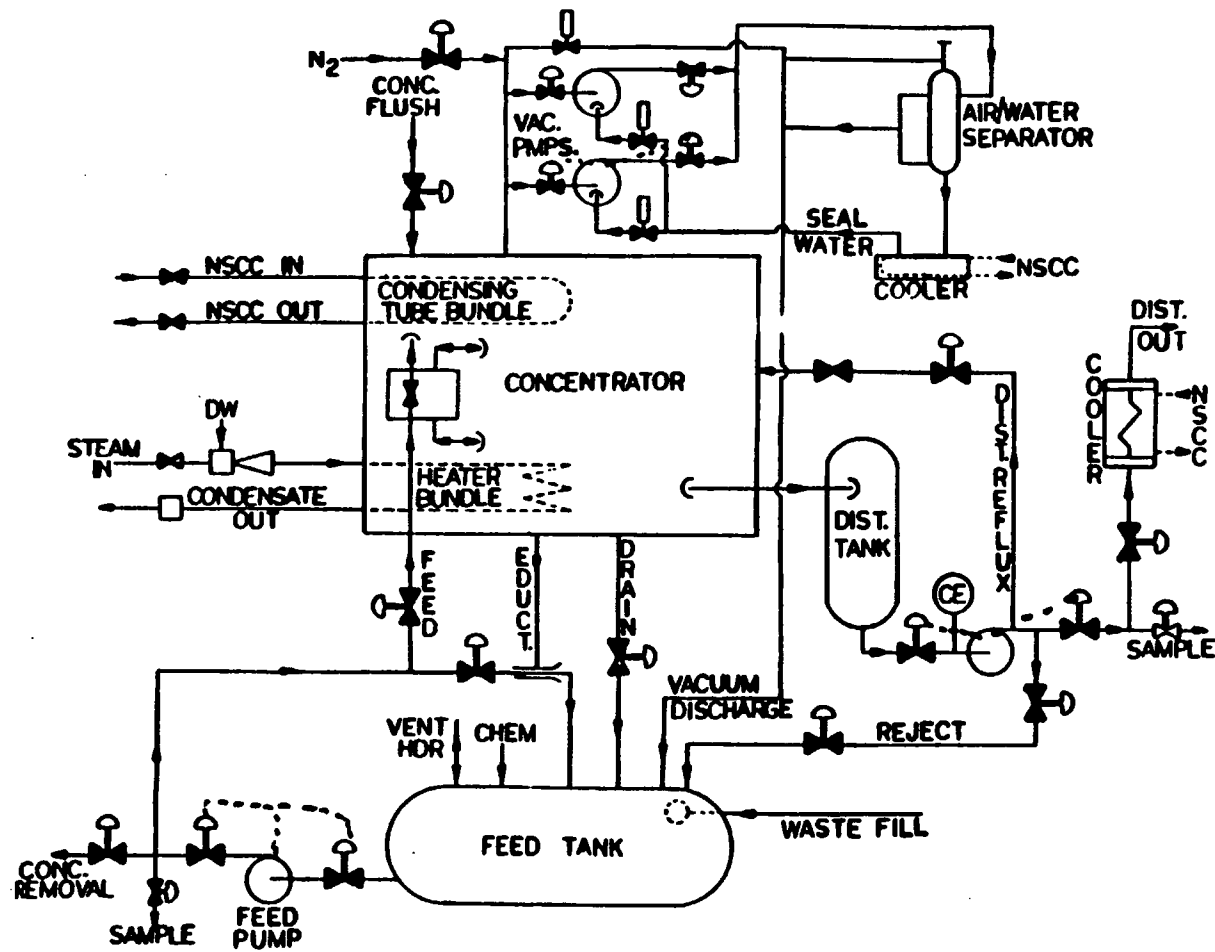 N2
CONC.
FLUSH
VAC.
PMPS.
AIR/WATER
SEPARATOR
SEAL
WATER
NSCC
COOLER
NSCC IN
NSCC OUT
CONDENSING
TUBE BUNDLE
CONCENTRATOR
DIST.
OUT
COOLER
NSCC
DW
STEAM
IN
CONDENSATE
OUT
HEATER
BUNDLE
DIST REFLUX
DIST.
TANK
CE
FEED
EDUCT.
DRAIN
SAMPLE
VACUUM
DISCHARGE
REJECT
VENT
HDR
CHEM
FEED TANK
WASTE FILL
CONC.
REMOVAL
SAMPLE
FEED
PUMP